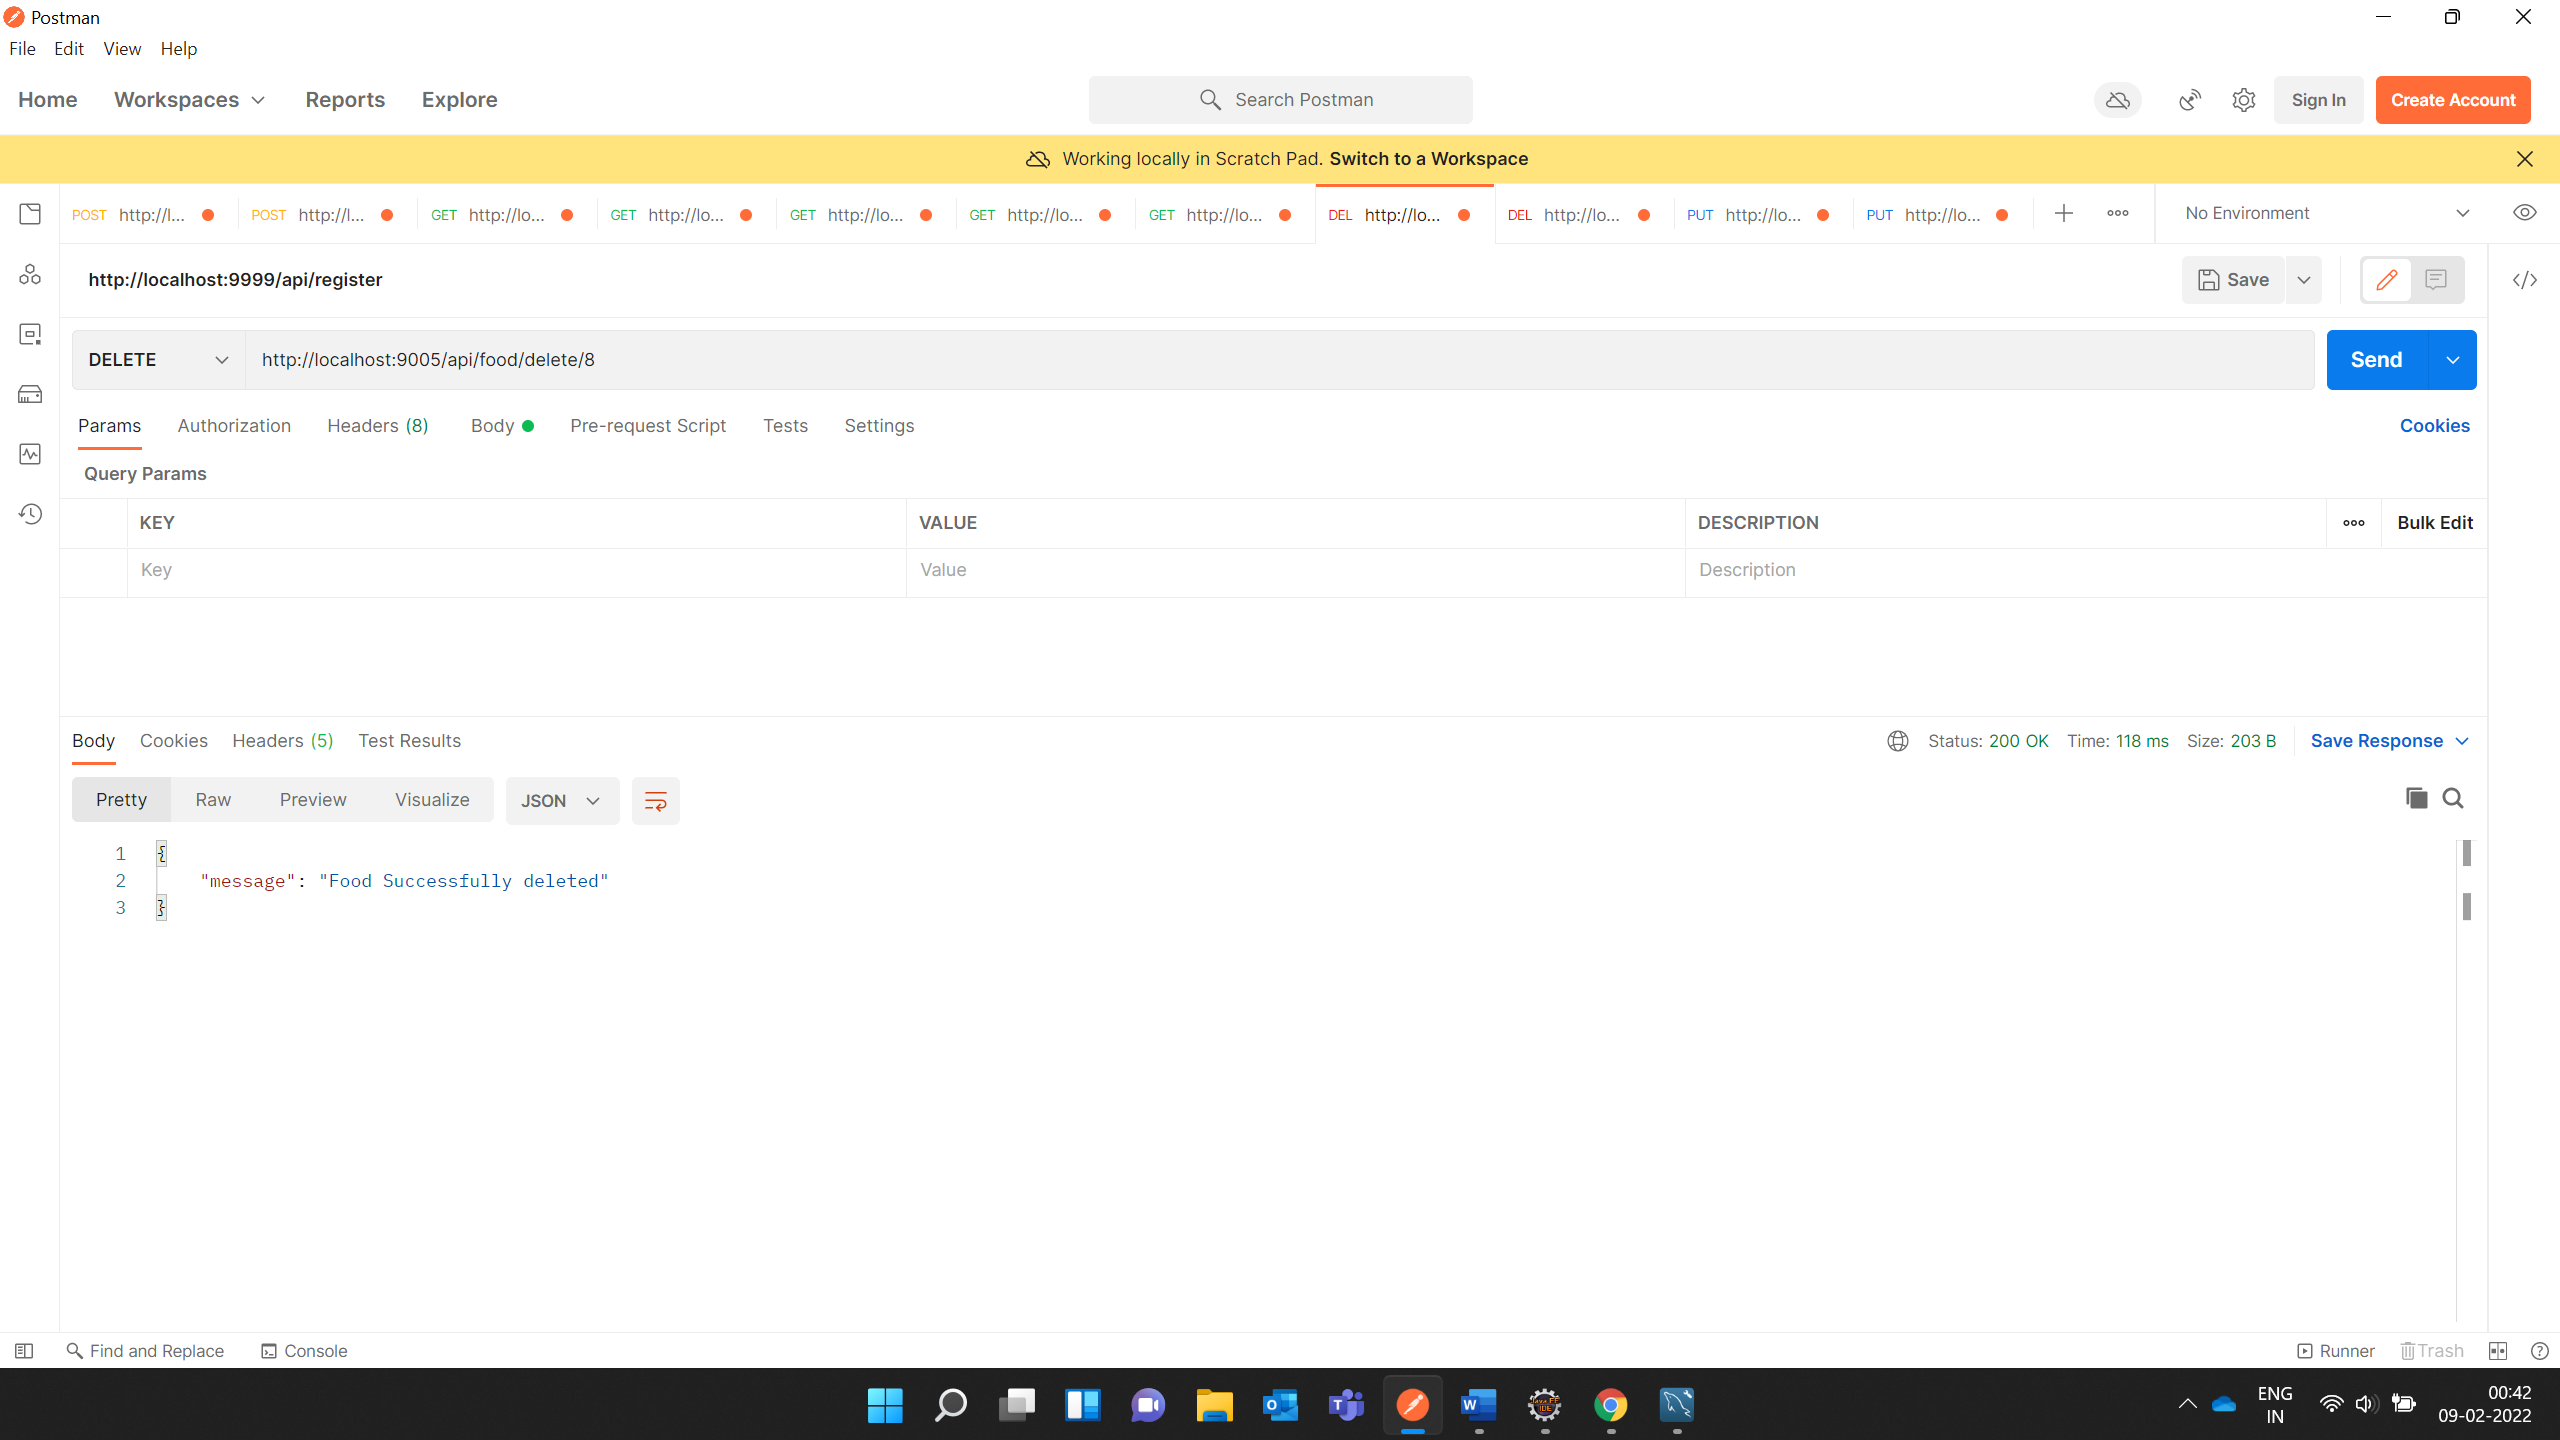 Postman
File Edit View Help
Home Workspaces Reports Explore Search Postman Sign In Create Account
Working locally in Scratch Pad. Switch to a Workspace
POST http://l... POST http://l... GET http://lo... GET http://lo... GET http://lo... GET http://lo... GET http://lo... DEL http://lo... DEL http://lo... PUT http://lo... PUT http://lo... No Environment
http://localhost:9999/api/register Save
DELETE http://localhost:9005/api/food/delete/8 Send
Params Authorization Headers (8) Body Pre-request Script Tests Settings Cookies
Query Params
KEY VALUE DESCRIPTION Bulk Edit
Key Value Description
Body Cookies Headers (5) Test Results Status: 200 OK Time: 118 ms Size: 203 B Save Response
Pretty Raw Preview Visualize JSON
1 {
2 "message": "Food Successfully deleted"
3 }
Find and Replace Console Runner Trash
ENG 00:42
IN 09-02-2022